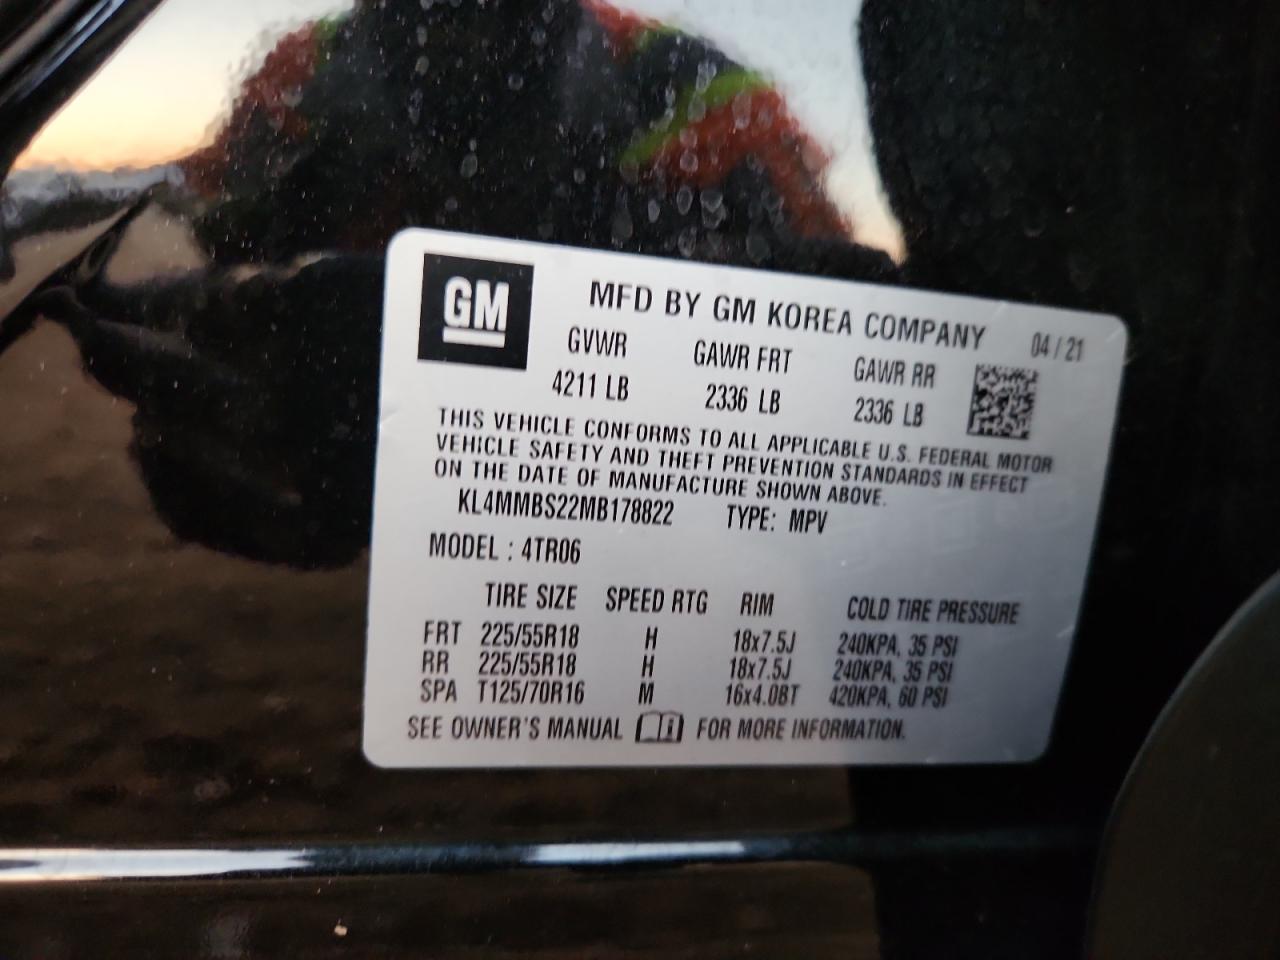 GM
MFD BY GM KOREA COMPANY 04/21
GVWR GAWR FRT GAWR RR
4211 LB 2336 LB 2336 LB
THIS VEHICLE CONFORMS TO ALL APPLICABLE U.S. FEDERAL MOTOR
VEHICLE SAFETY AND THEFT PREVENTION STANDARDS IN EFFECT
ON THE DATE OF MANUFACTURE SHOWN ABOVE.
KL4MMBS22MB178822 TYPE: MPV
MODEL : 4TR06
TIRE SIZE SPEED RTG RIM COLD TIRE PRESSURE
FRT 225/55R18 H 18x7.5J 240KPA, 35 PSI
RR 225/55R18 H 18x7.5J 240KPA, 35 PSI
SPA T125/70R16 M 16x4.0BT 420KPA, 60 PSI
SEE OWNER'S MANUAL i FOR MORE INFORMATION.